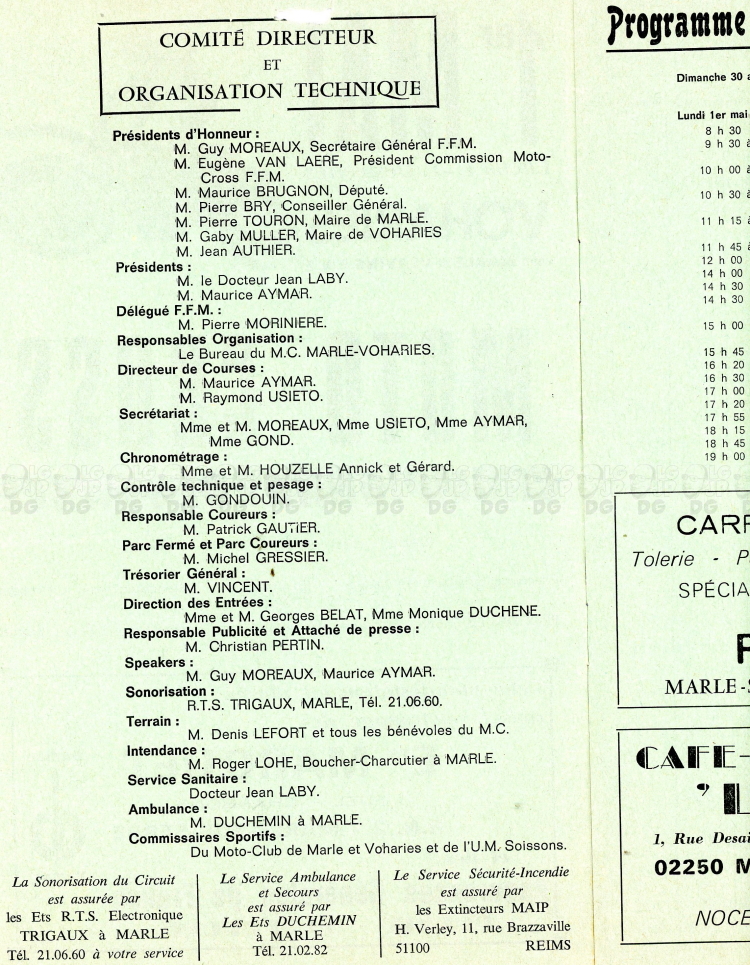 COMITÉ DIRECTEUR
ET
ORGANISATION TECHNIQUE
Présidents d'Honneur :
M. Guy MOREAUX, Secrétaire Général F.F.M.
M. Eugène VAN LAERE, Président Commission Moto-
Cross F.F.M.
M. Maurice BRUGNON, Député.
M. Pierre BRY, Conseiller Général.
M. Pierre TOURON, Maire de MARLE.
M. Gaby MULLER, Maire de VOHARIES
M. Jean AUTHIER.
Présidents :
M. le Docteur Jean LABY.
M. Maurice AYMAR.
Délégué F.F.M. :
M. Pierre MORINIERE.
Responsables Organisation :
Le Bureau du M.C. MARLE-VOHARIES.
Directeur de Courses :
M. Maurice AYMAR.
M. Raymond USIETO.
Secrétariat :
Mme et M. MOREAUX, Mme USIETO, Mme AYMAR,
Mme GOND.
Chronométrage :
Mme et M. HOUZELLE Annick et Gérard.
Contrôle technique et pesage :
M. GONDOUIN.
Responsable Coureurs :
M. Patrick GAUTIER.
Parc Fermé et Parc Coureurs :
M. Michel GRESSIER.
Trésorier Général :
M. VINCENT.
Direction des Entrées :
Mme et M. Georges BELAT, Mme Monique DUCHENE.
Responsable Publicité et Attaché de presse :
M. Christian PERTIN.
Speakers :
M. Guy MOREAUX, Maurice AYMAR.
Sonorisation :
R.T.S. TRIGAUX, MARLE, Tél. 21.06.60.
Terrain :
M. Denis LEFORT et tous les bénévoles du M.C.
Intendance :
M. Roger LOHE, Boucher-Charcutier à MARLE.
Service Sanitaire :
Docteur Jean LABY.
Ambulance :
M. DUCHEMIN à MARLE.
Commissaires Sportifs :
Du Moto-Club de Marle et Voharies et de l'U.M. Soissons.
La Sonorisation du Circuit
est assurée par
les Ets R.T.S. Electronique
TRIGAUX à MARLE
Tél. 21.06.60 à votre service
Le Service Ambulance
et Secours
est assuré par
Les Ets DUCHEMIN
à MARLE
Tél. 21.02.82
Le Service Sécurité-Incendie
est assuré par
les Extincteurs MAIP
H. Verley, 11, rue Brazzaville
51100 REIMS
Programme
Dimanche 30 a
Lundi 1er mai
8 h 30
9 h 30 à
10 h 00 à
10 h 30 à
11 h 15 à
11 h 45 à
12 h 00
14 h 00
14 h 30
14 h 30
15 h 00
15 h 45
16 h 20
16 h 30
17 h 00
17 h 20
17 h 55
18 h 15
18 h 45
19 h 00
CARR
Tolerie - P
SPÉCIA
MARLE-S
CAFE-
1, Rue Desai
02250 M
NOCE